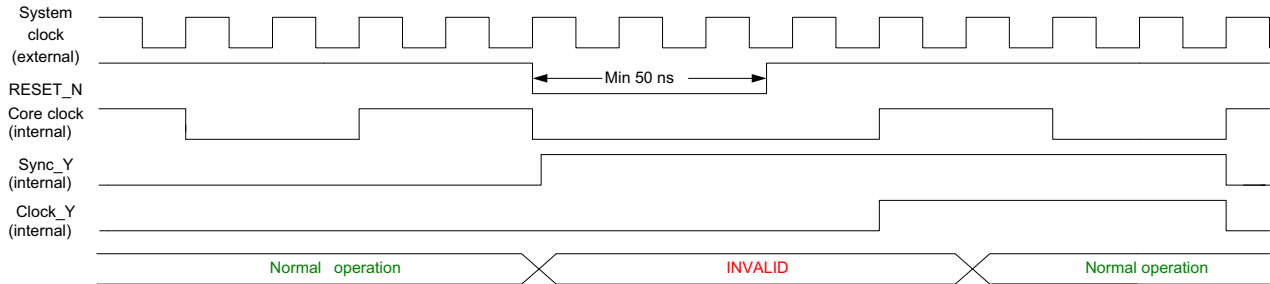 System
clock
(external)
Min 50 ns
RESET_N
Core clock
(internal)
Sync_Y
(internal)
Clock_Y
(internal)
Normal operation
INVALID
Normal operation